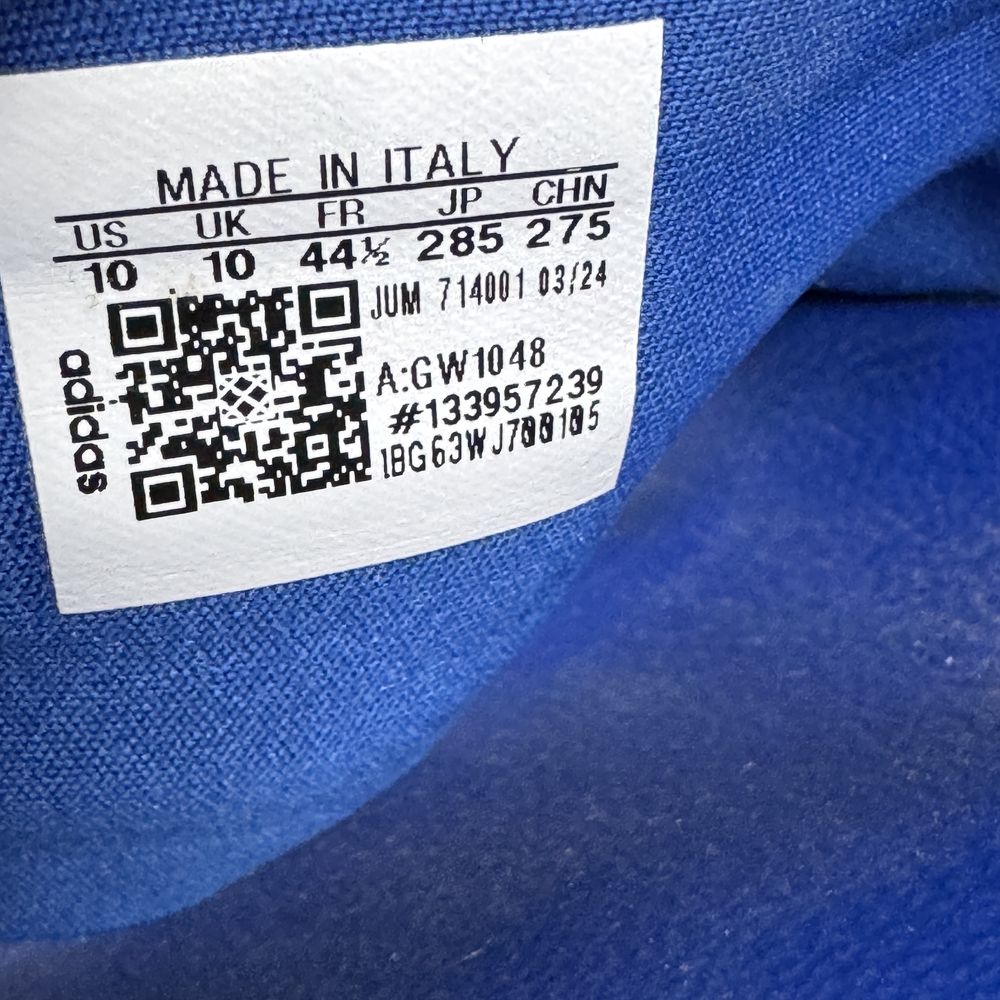 MADE IN ITALY
US UK FR JP CHN
10 10 44½ 285 275
JUM 714001 03/24
A:GW1048
#133957239
adidas